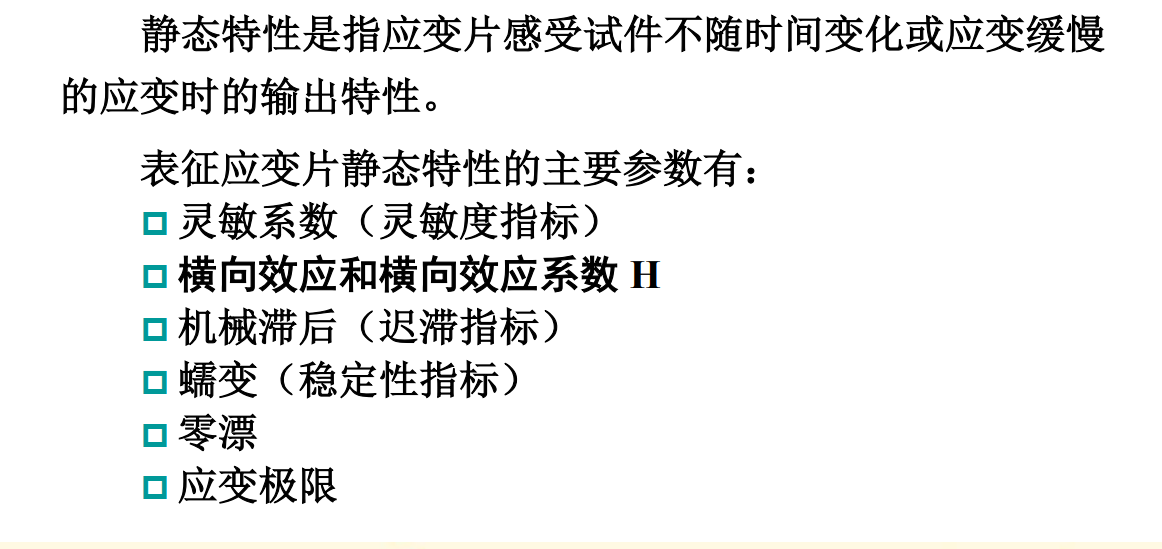 静态特性是指应变片感受试件不随时间变化或应变缓慢
的应变时的输出特性。
表征应变片静态特性的主要参数有：
灵敏系数（灵敏度指标）
横向效应和横向效应系数 H
机械滞后（迟滞指标）
蠕变（稳定性指标）
零漂
应变极限